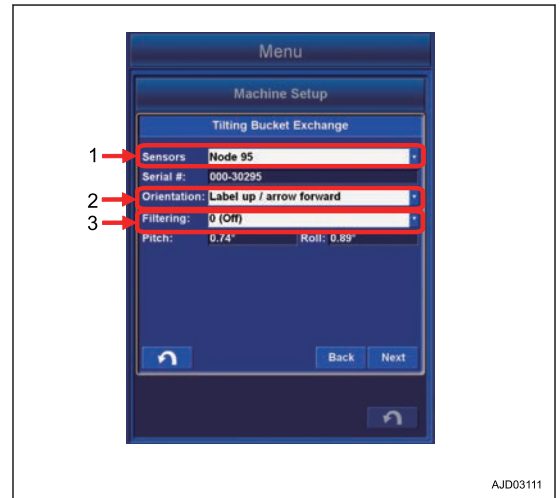 Menu
Machine Setup
Tilting Bucket Exchange
1 Sensors Node 95
Serial #: 000-30295
2 Orientation: Label up / arrow forward
3 Filtering: 0 (Off)
Pitch: 0.74° Roll: 0.89°
Back Next
AJD03111